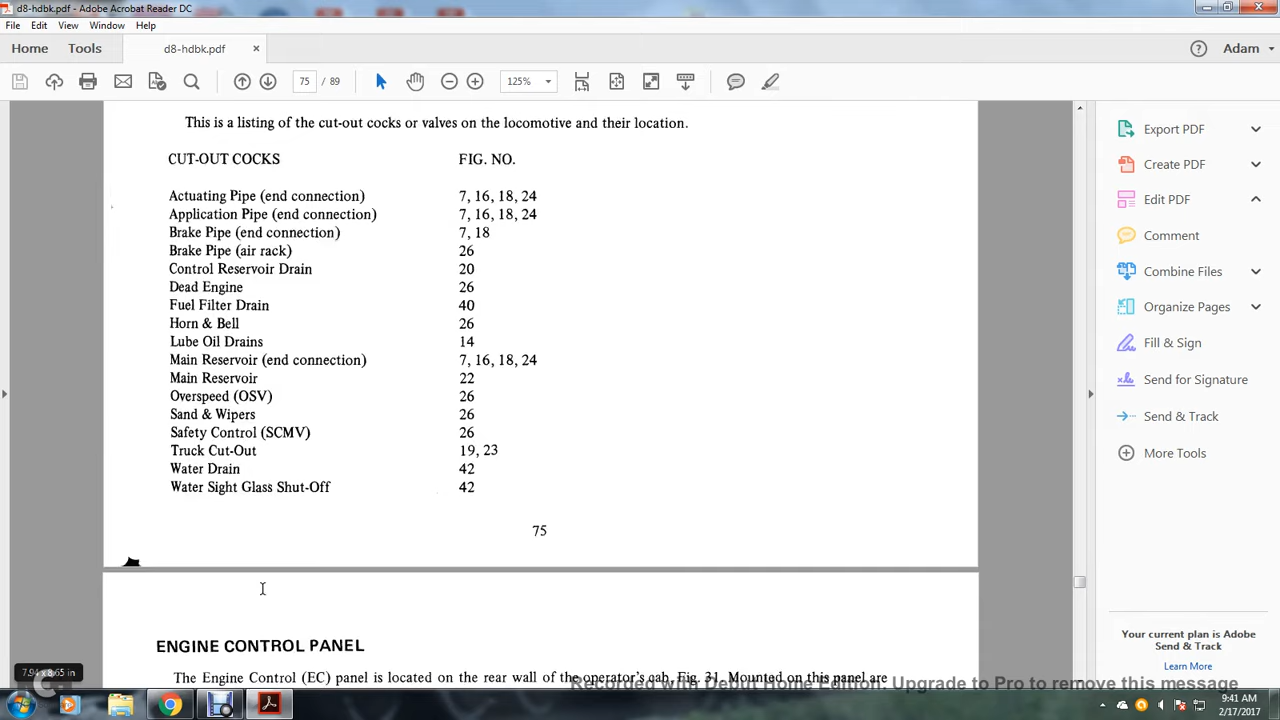 d8-hdbk.pdf - Adobe Acrobat Reader DC
File Edit View Window Help
Home Tools d8-hdbk.pdf × Adam
75 / 89 125%
This is a listing of the cut-out cocks or valves on the locomotive and their location.
CUT-OUT COCKS FIG. NO.
Actuating Pipe (end connection) 7, 16, 18, 24
Application Pipe (end connection) 7, 16, 18, 24
Brake Pipe (end connection) 7, 18
Brake Pipe (air rack) 26
Control Reservoir Drain 20
Dead Engine 26
Fuel Filter Drain 40
Horn & Bell 26
Lube Oil Drains 14
Main Reservoir (end connection) 7, 16, 18, 24
Main Reservoir 22
Overspeed (OSV) 26
Sand & Wipers 26
Safety Control (SCMV) 26
Truck Cut-Out 19, 23
Water Drain 42
Water Sight Glass Shut-Off 42
75
ENGINE CONTROL PANEL
The Engine Control (EC) panel is located on the rear wall of the operator's cab, Fig. 31. Mounted on this panel are
7.94 x 8.65 in
Export PDF
Create PDF
Edit PDF
Comment
Combine Files
Organize Pages
Fill & Sign
Send for Signature
Send & Track
More Tools
Your current plan is Adobe
Send & Track
Learn More
Recorded with Debut Home Edition. Upgrade to Pro to remove this message
9:41 AM
2/17/2017